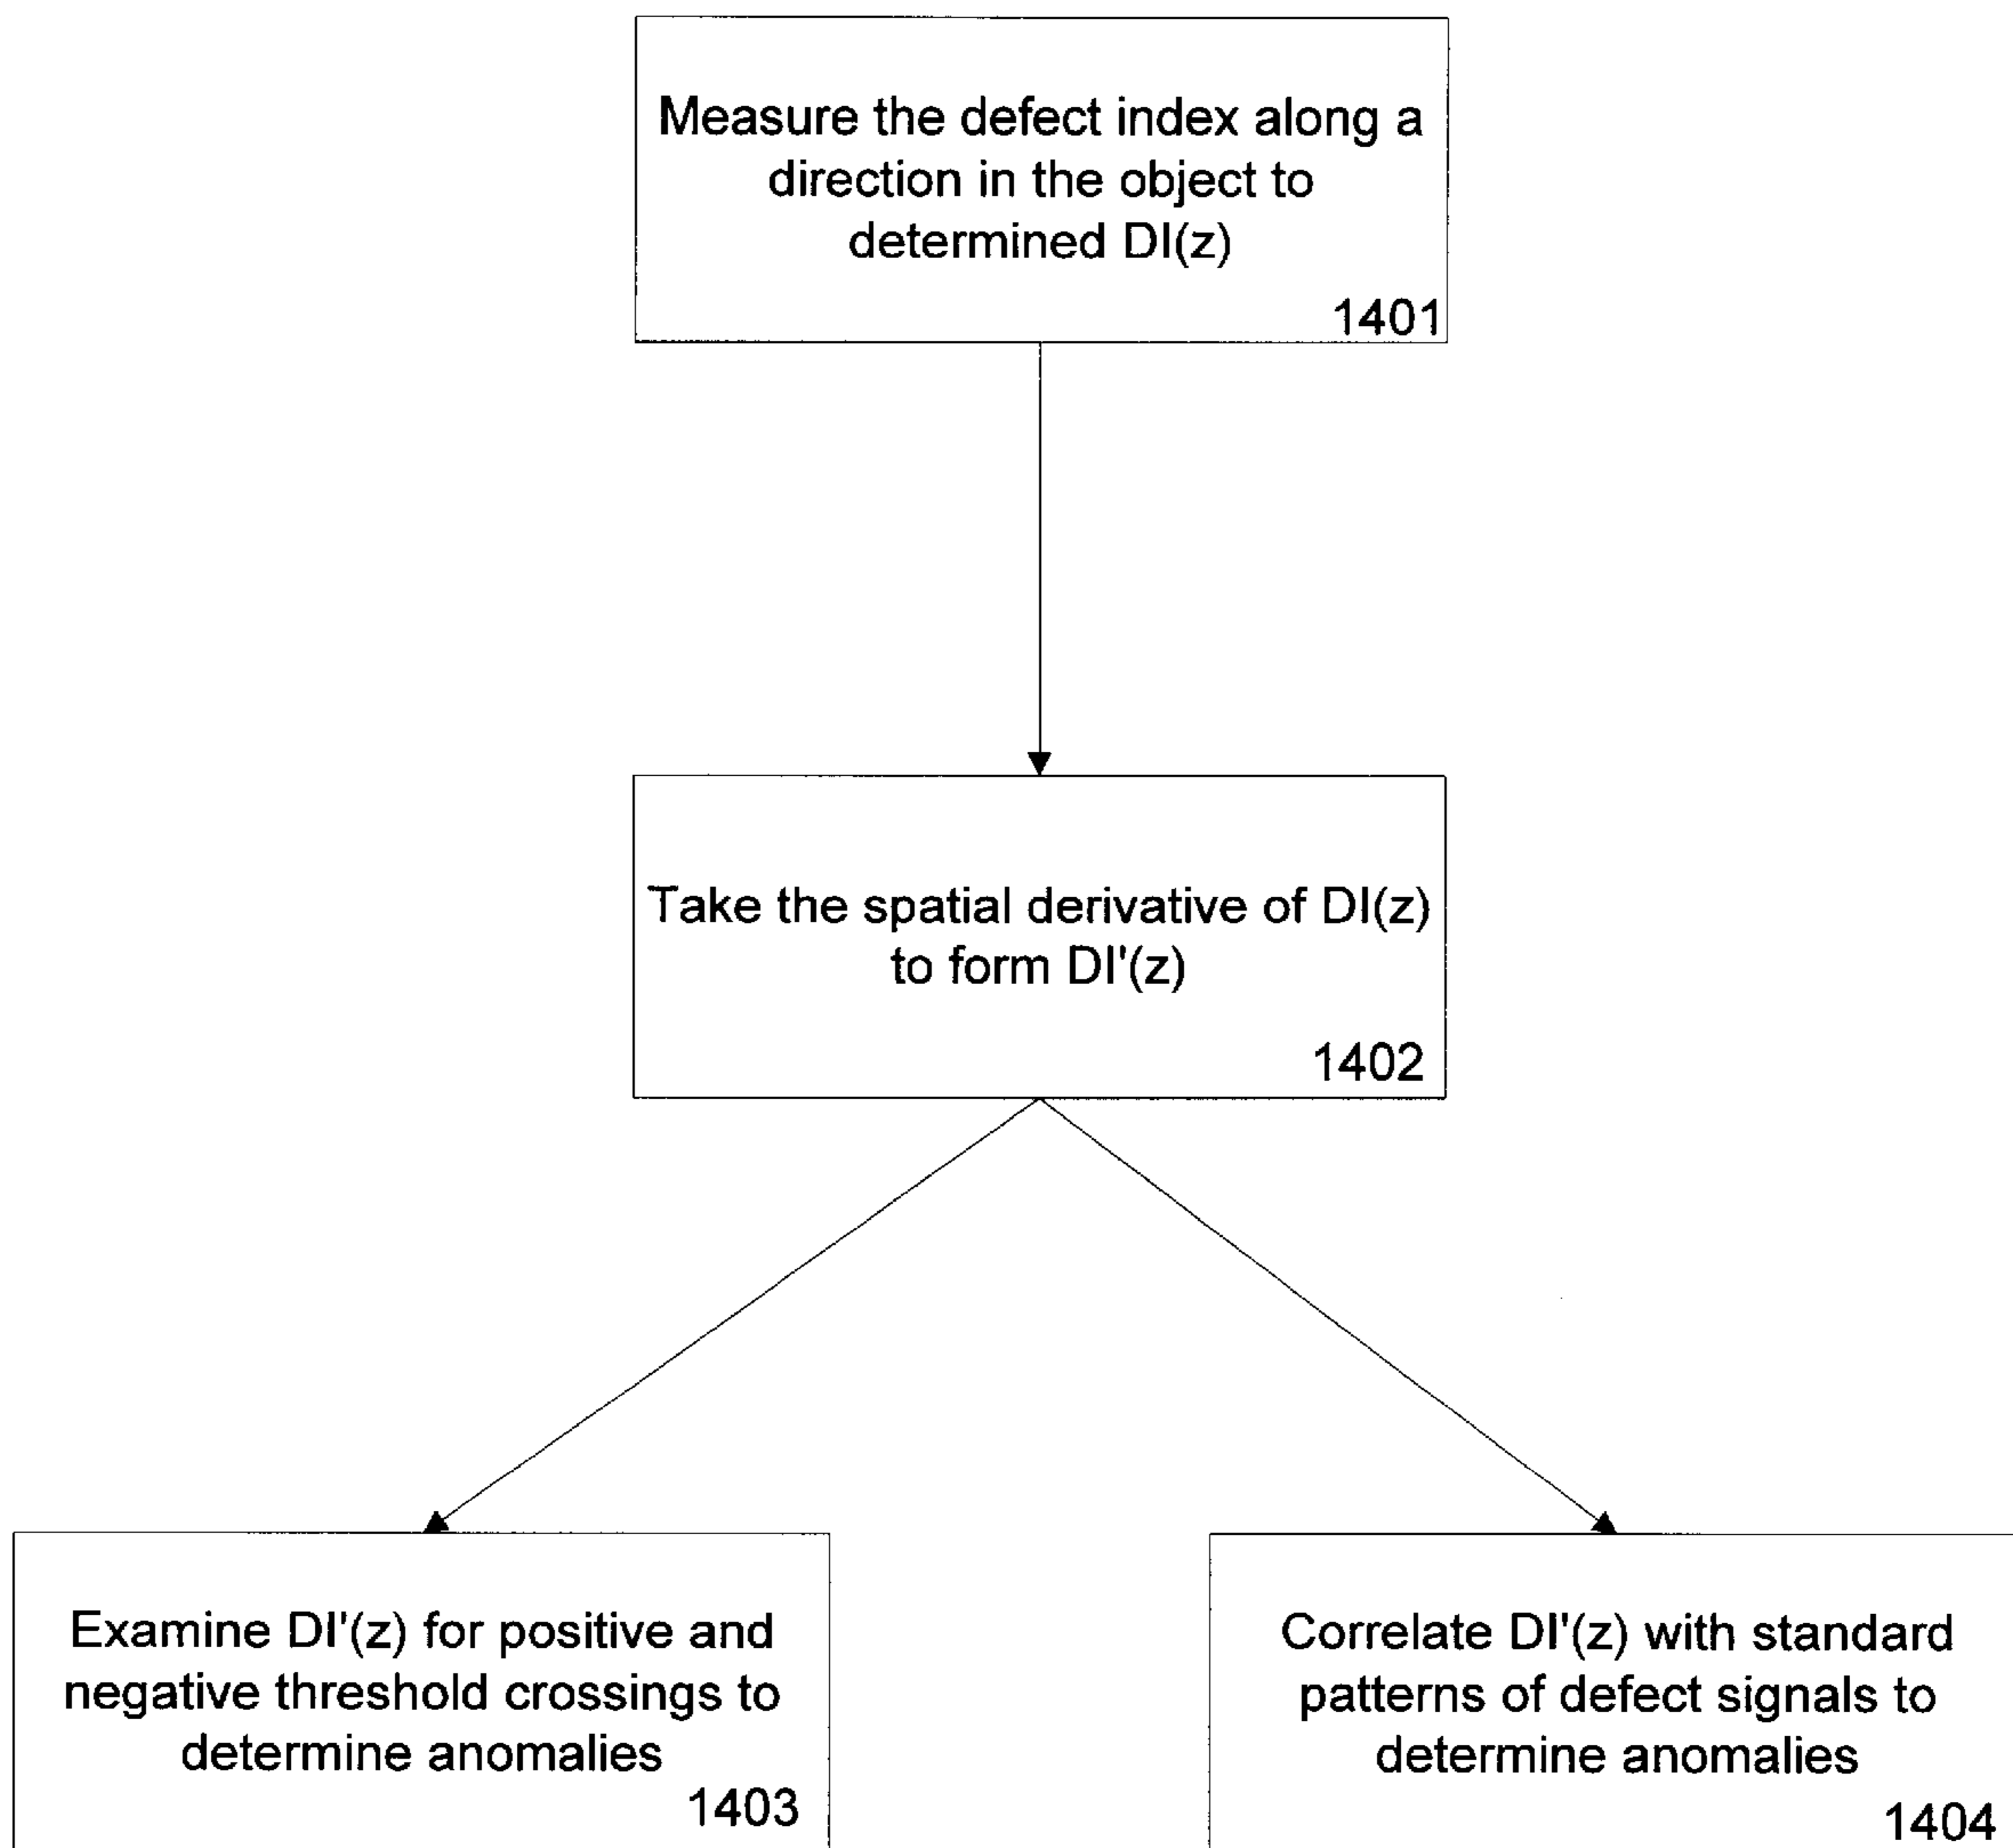 Measure the defect index along a
direction in the object to
determined DI(z)
1401
Take the spatial derivative of DI(z)
to form DI'(z)
1402
Examine DI'(z) for positive and
negative threshold crossings to
determine anomalies
1403
Correlate DI'(z) with standard
patterns of defect signals to
determine anomalies
1404